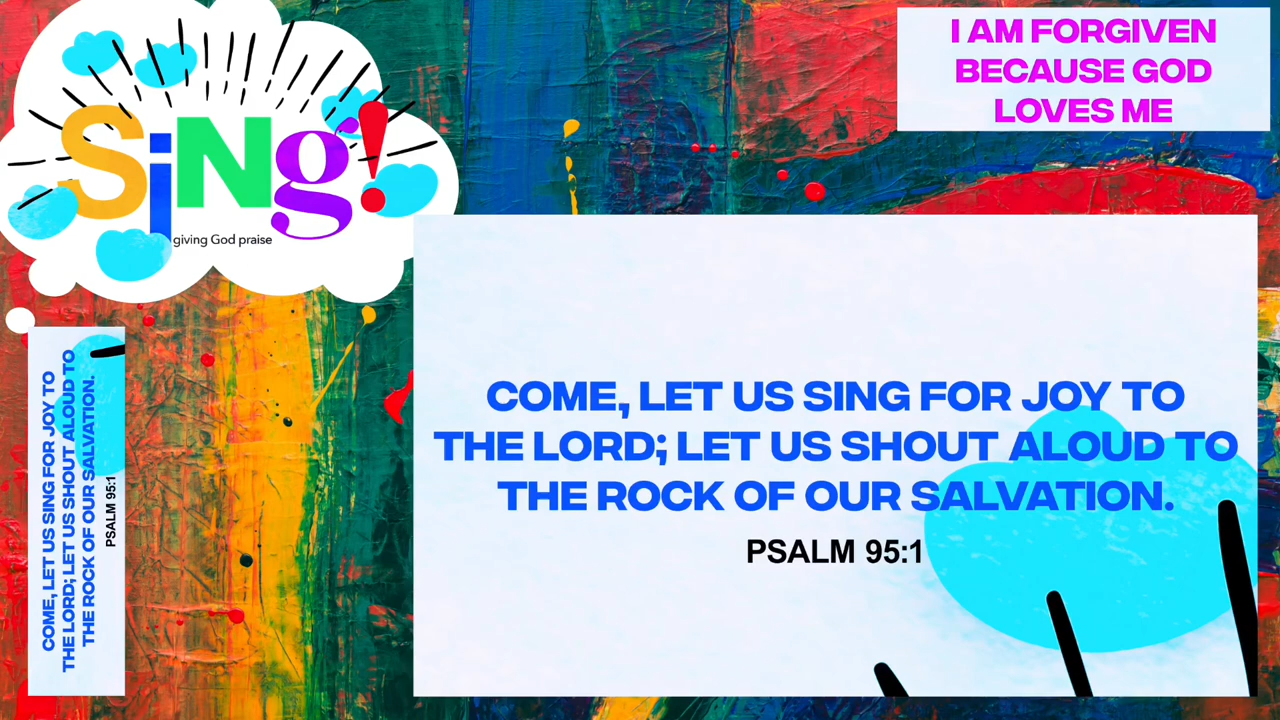 SiNg!
giving God praise
I AM FORGIVEN
BECAUSE GOD
LOVES ME
COME, LET US SING FOR JOY TO
THE LORD; LET US SHOUT ALOUD TO
THE ROCK OF OUR SALVATION.
PSALM 95:1
COME, LET US SING FOR JOY TO
THE LORD; LET US SHOUT ALOUD TO
THE ROCK OF OUR SALVATION.
PSALM 95:1